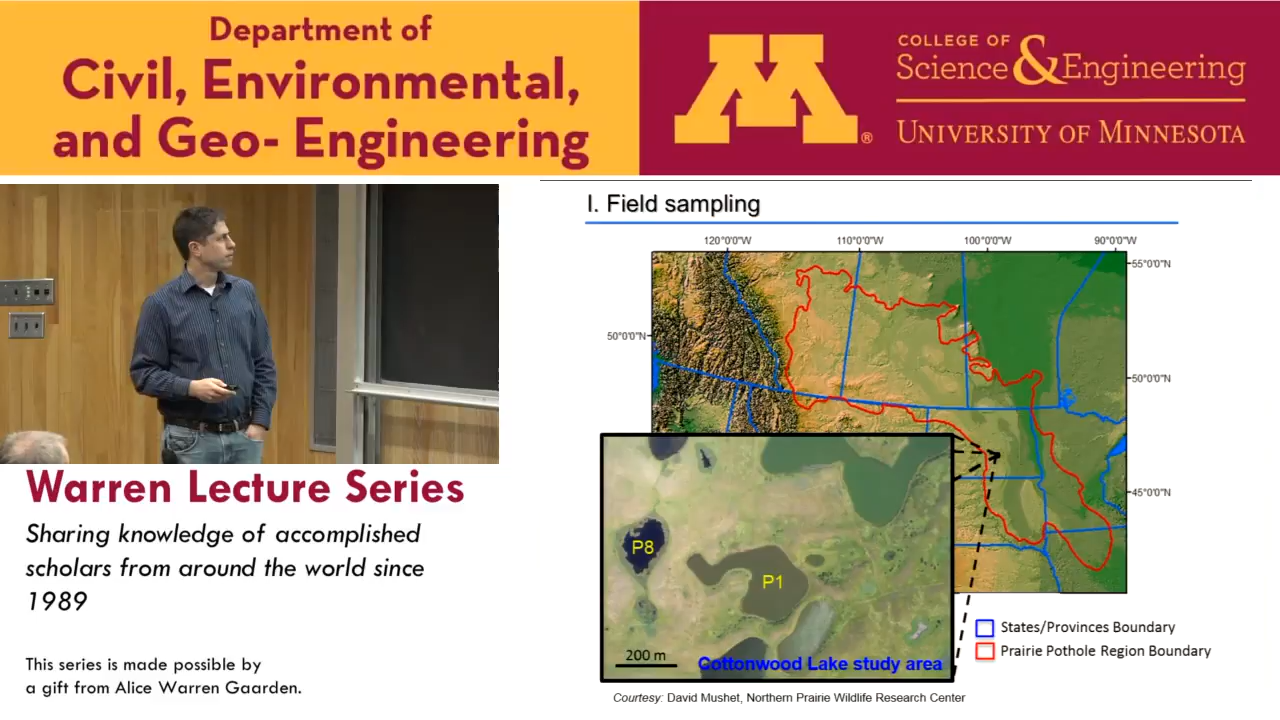 Department of
Civil, Environmental,
and Geo- Engineering
M®
COLLEGE OF
Science & Engineering
UNIVERSITY OF MINNESOTA
Warren Lecture Series
Sharing knowledge of accomplished
scholars from around the world since
1989
This series is made possible by
a gift from Alice Warren Gaarden.
I. Field sampling
120°0'0"W 110°0'0"W 100°0'0"W 90°0'0"W
55°0'0"N
50°0'0"N
50°0'0"N
45°0'0"N
P8
P1
200 m
Cottonwood Lake study area
States/Provinces Boundary
Prairie Pothole Region Boundary
Courtesy: David Mushet, Northern Prairie Wildlife Research Center